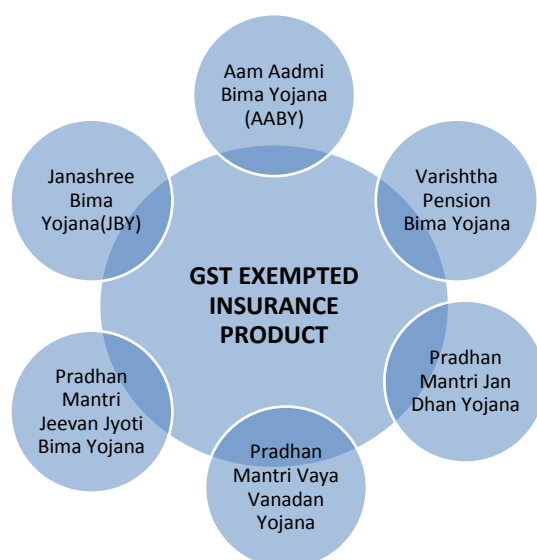 Aam Aadmi
Bima Yojana
(AABY)
Varishtha
Pension
Bima Yojana
Pradhan
Mantri Jan
Dhan Yojana
Pradhan
Mantri Vaya
Vanadan
Yojana
Pradhan
Mantri
Jeevan Jyoti
Bima Yojana
Janashree
Bima
Yojana(JBY)
GST EXEMPTED
INSURANCE
PRODUCT